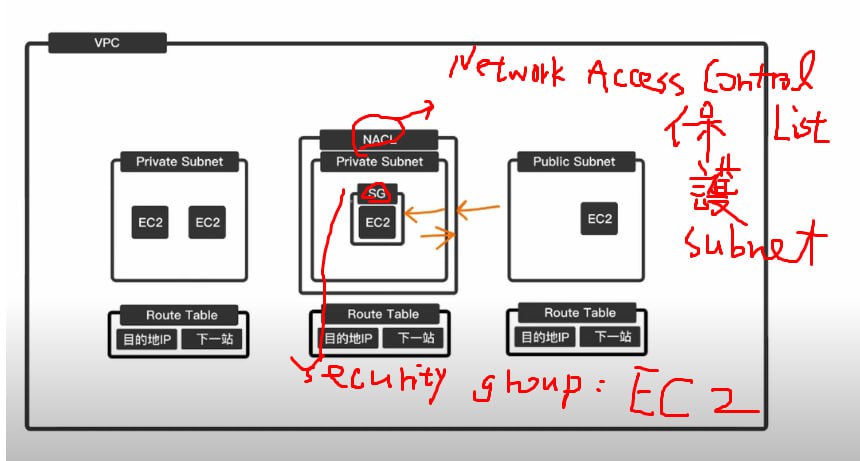 VPC
Network Access Control
List
保
護
subnet
NACL
Private Subnet
Private Subnet
Public Subnet
SG
EC2
EC2
EC2
EC2
Route Table
Route Table
Route Table
目的地IP
下一站
目的地IP
下一站
目的地IP
下一站
Security group : EC2